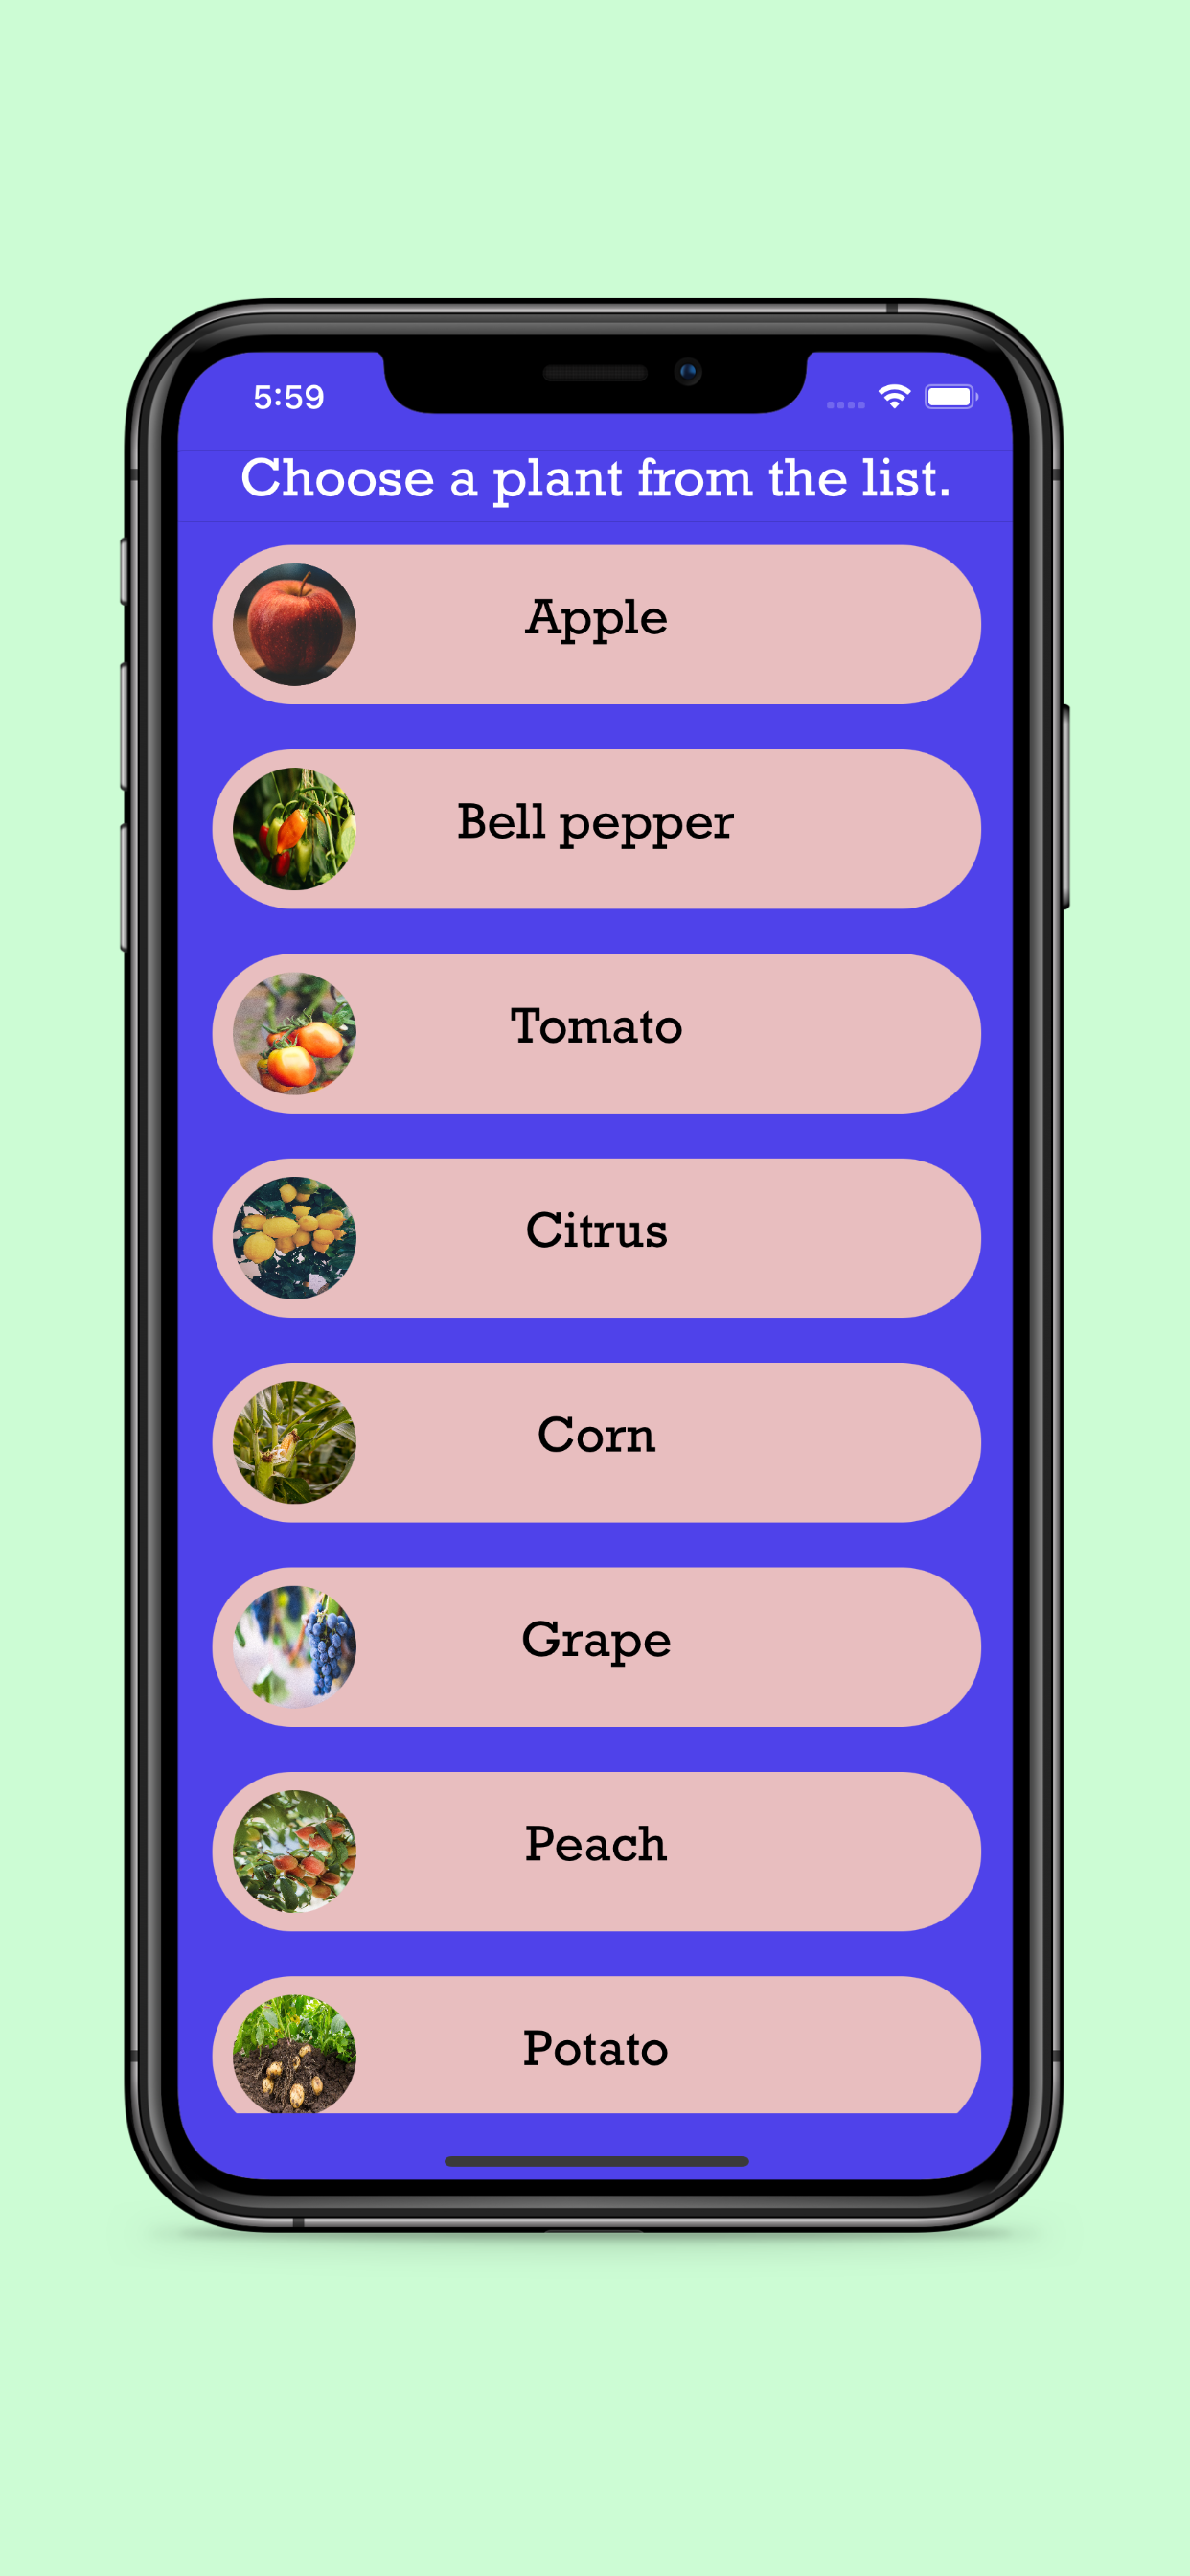 5:59
Choose a plant from the list.
Apple
Bell pepper
Tomato
Citrus
Corn
Grape
Peach
Potato